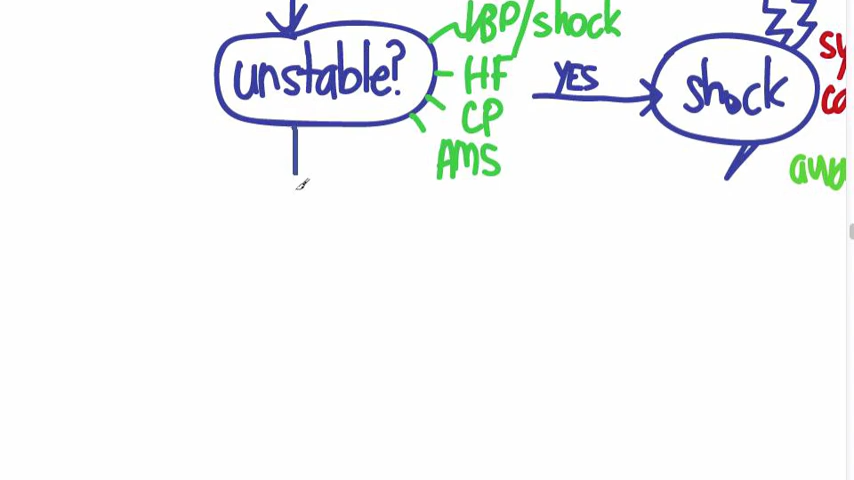 ↓BP/shock
unstable?
HF
YES
shock
CP
AMS